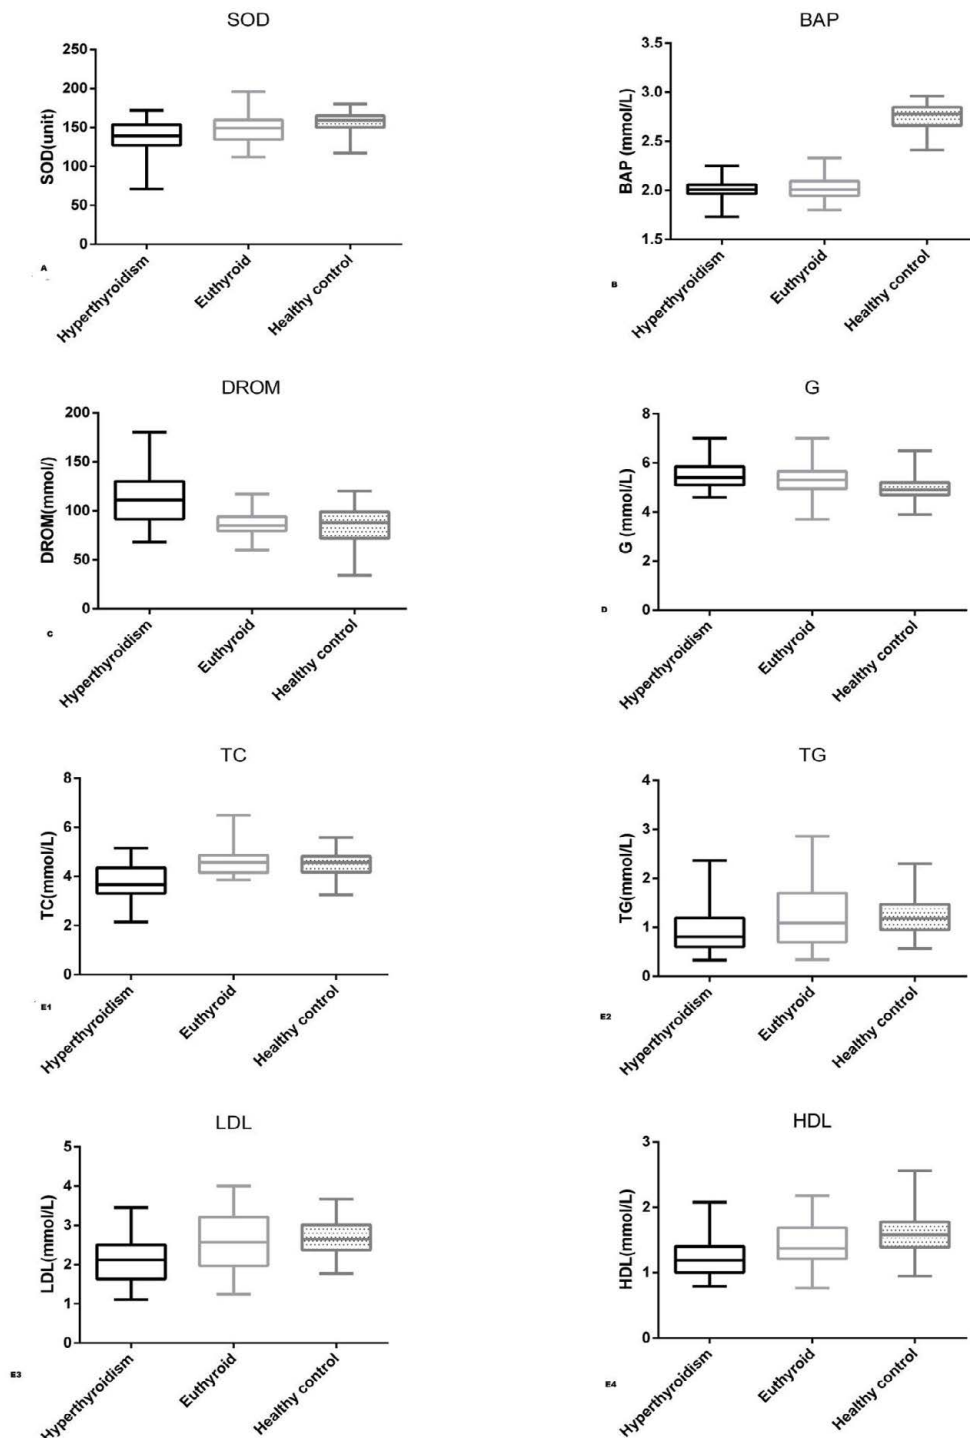 SOD
SOD(unit)
250
200
150
100
50
0
Hyperthyroidism
Euthyroid
Healthy control
A
BAP
BAP (mmol/L)
3.5
3.0
2.5
2.0
1.5
Hyperthyroidism
Euthyroid
Healthy control
B
DROM
DROM(mmol/)
200
150
100
50
0
Hyperthyroidism
Euthyroid
Healthy control
C
G
G (mmol/L)
8
6
4
2
0
Hyperthyroidism
Euthyroid
Healthy control
D
TC
TC(mmol/L)
8
6
4
2
0
Hyperthyroidism
Euthyroid
Healthy control
E1
TG
TG(mmol/L)
4
3
2
1
0
Hyperthyroidism
Euthyroid
Healthy control
E2
LDL
LDL(mmol/L)
5
4
3
2
1
0
Hyperthyroidism
Euthyroid
Healthy control
E3
HDL
HDL(mmol/L)
3
2
1
0
Hyperthyroidism
Euthyroid
Healthy control
E4